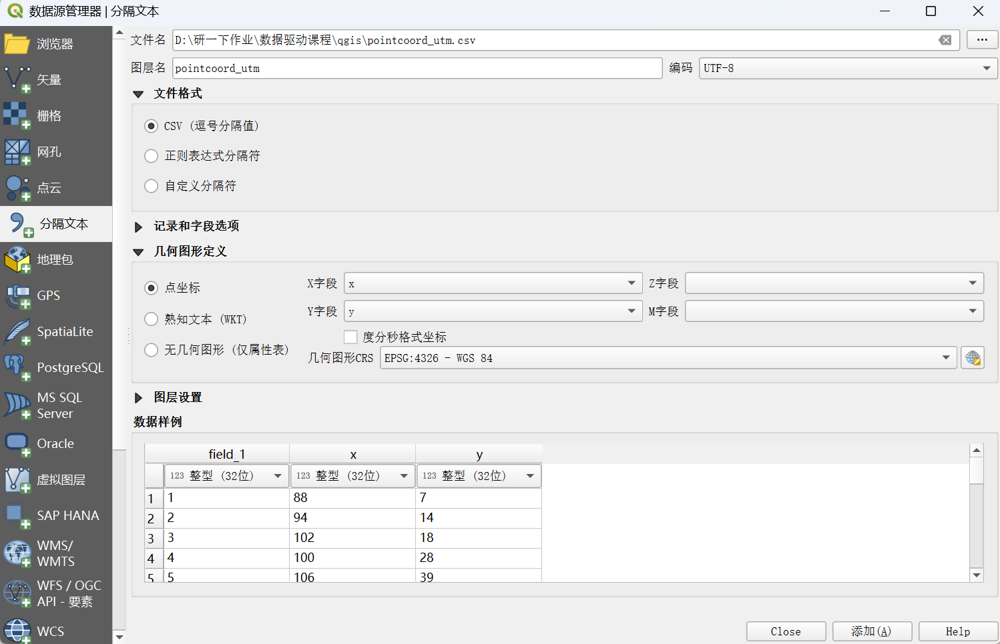 数据源管理器 | 分隔文本
浏览器
矢量
栅格
网孔
点云
分隔文本
地理包
GPS
SpatiaLite
PostgreSQL
MS SQL
Server
Oracle
虚拟图层
SAP HANA
WMS/
WMTS
WFS / OGC
API - 要素
WCS
文件名 D:\研一下作业\数据驱动课程\qgis\pointcoord_utm.csv …
图层名 pointcoord_utm 编码 UTF-8
文件格式
CSV (逗号分隔值)
正则表达式分隔符
自定义分隔符
记录和字段选项
几何图形定义
点坐标
熟知文本 (WKT)
无几何图形 (仅属性表)
X字段 x Z字段
Y字段 y M字段
度分秒格式坐标
几何图形CRS EPSG:4326 - WGS 84
图层设置
数据样例
field_1 x y
123 整型 (32位) 123 整型 (32位) 123 整型 (32位)
1 1 88 7
2 2 94 14
3 3 102 18
4 4 100 28
5 5 106 39
Close 添加(A) Help